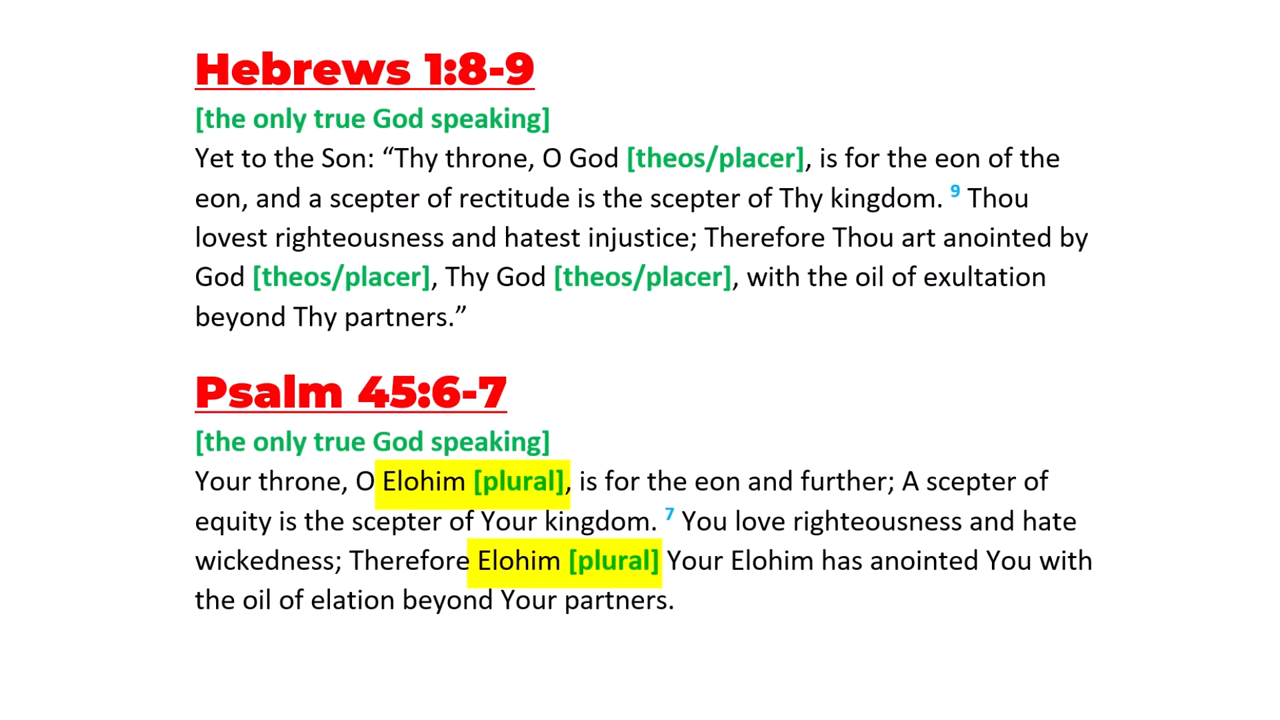 Hebrews 1:8-9
[the only true God speaking]
Yet to the Son: “Thy throne, O God [theos/placer], is for the eon of the
eon, and a scepter of rectitude is the scepter of Thy kingdom. 9 Thou
lovest righteousness and hatest injustice; Therefore Thou art anointed by
God [theos/placer], Thy God [theos/placer], with the oil of exultation
beyond Thy partners.”
Psalm 45:6-7
[the only true God speaking]
Your throne, O Elohim [plural], is for the eon and further; A scepter of
equity is the scepter of Your kingdom. 7 You love righteousness and hate
wickedness; Therefore Elohim [plural] Your Elohim has anointed You with
the oil of elation beyond Your partners.